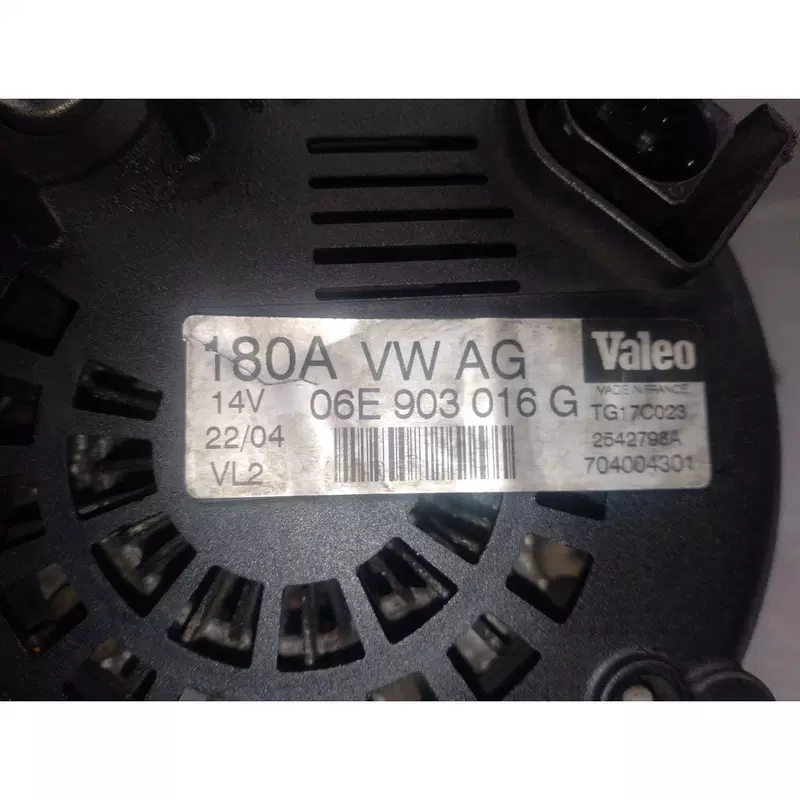 180A VW AG
14V 06E 903 016 G
22/04
VL2
Valeo
MADE IN FRANCE
TG17C023
2542798A
704004301